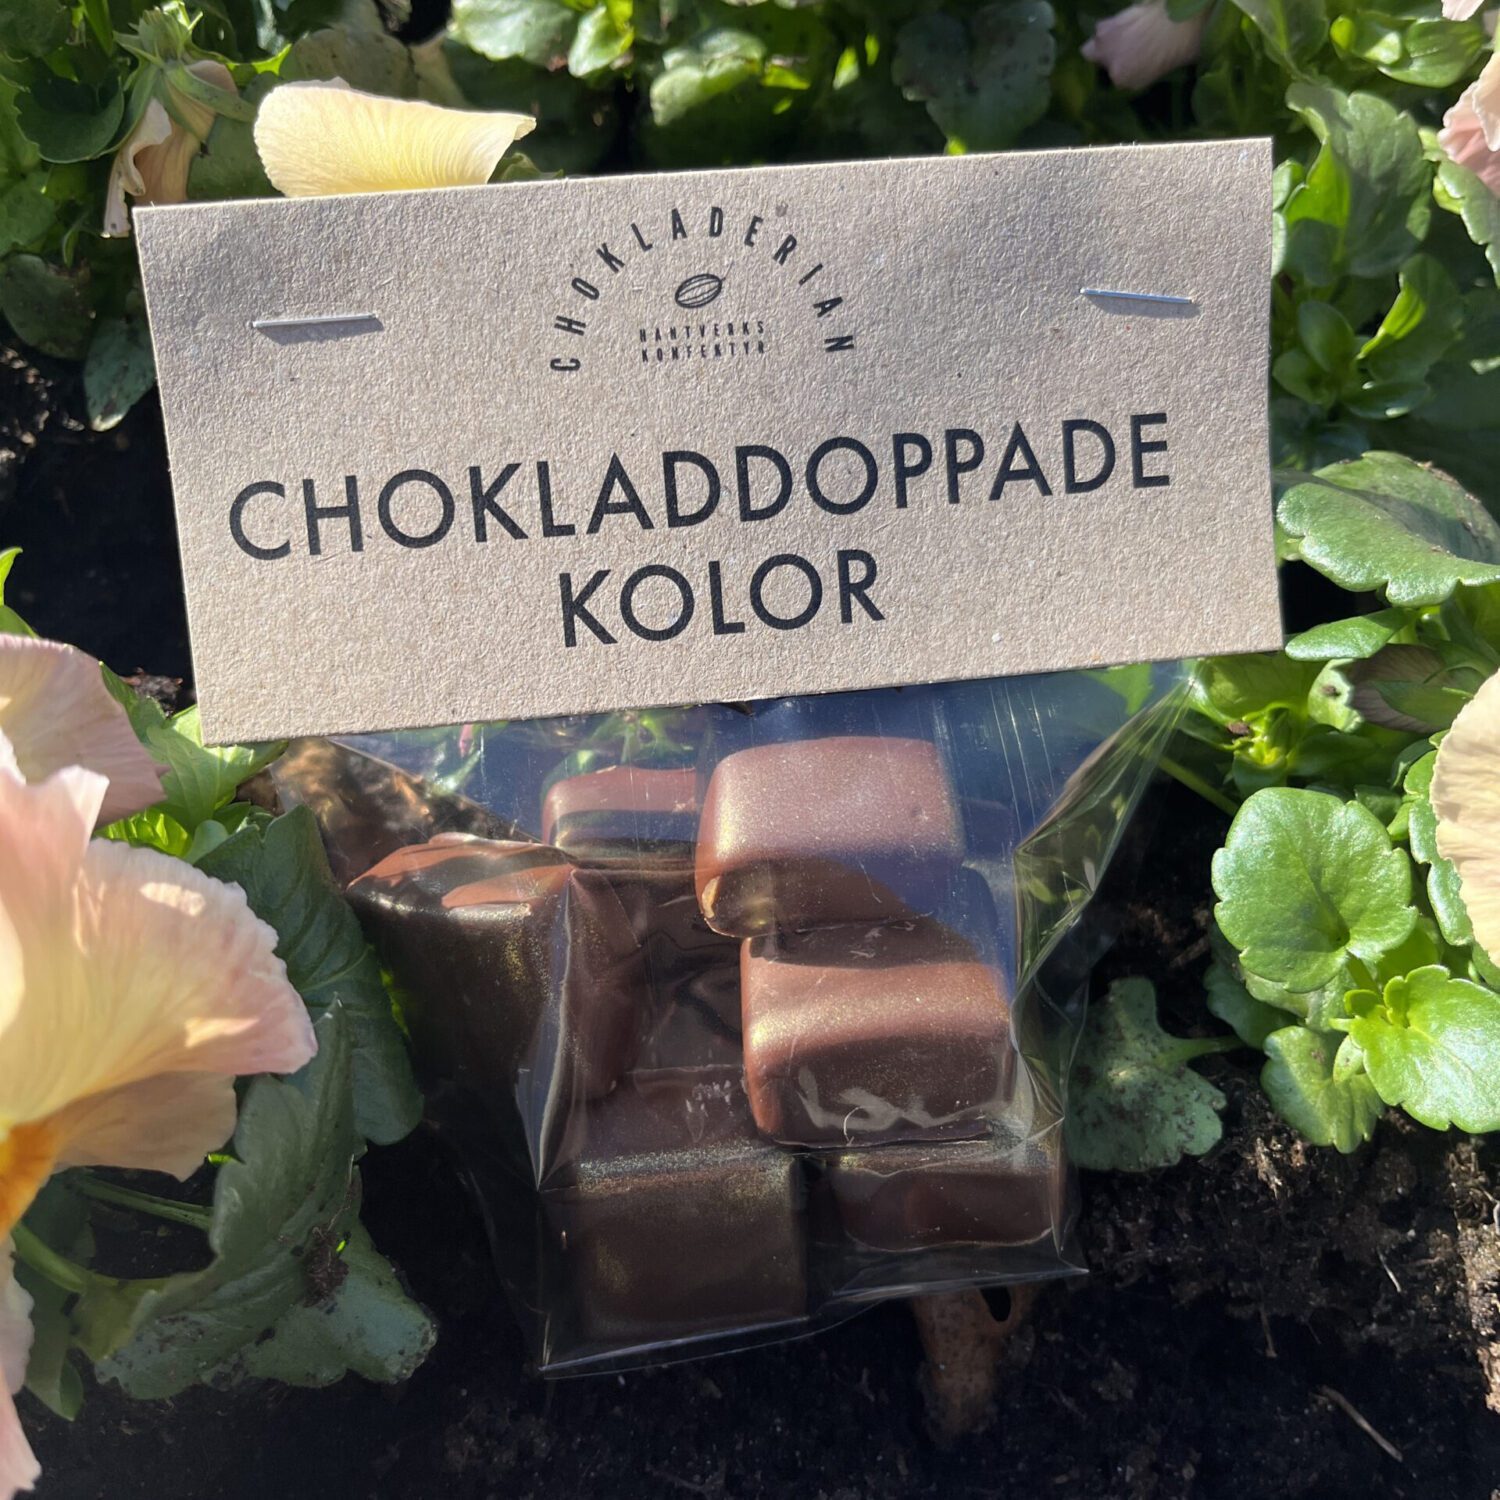 CHOKLADERIAN
HANTVERKS
KONFEKTYR
CHOKLADDOPPADE
KOLOR